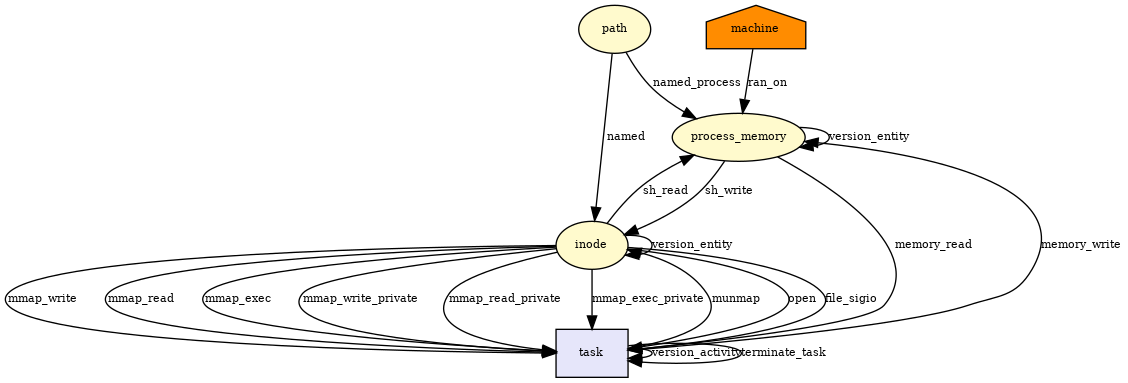 path
machine
named_process
ran_on
named
process_memory
version_entity
sh_read
sh_write
inode
version_entity
memory_read
memory_write
mmap_write
mmap_read
mmap_exec
mmap_write_private
mmap_read_private
mmap_exec_private
munmap
open
file_sigio
task
version_activity
terminate_task